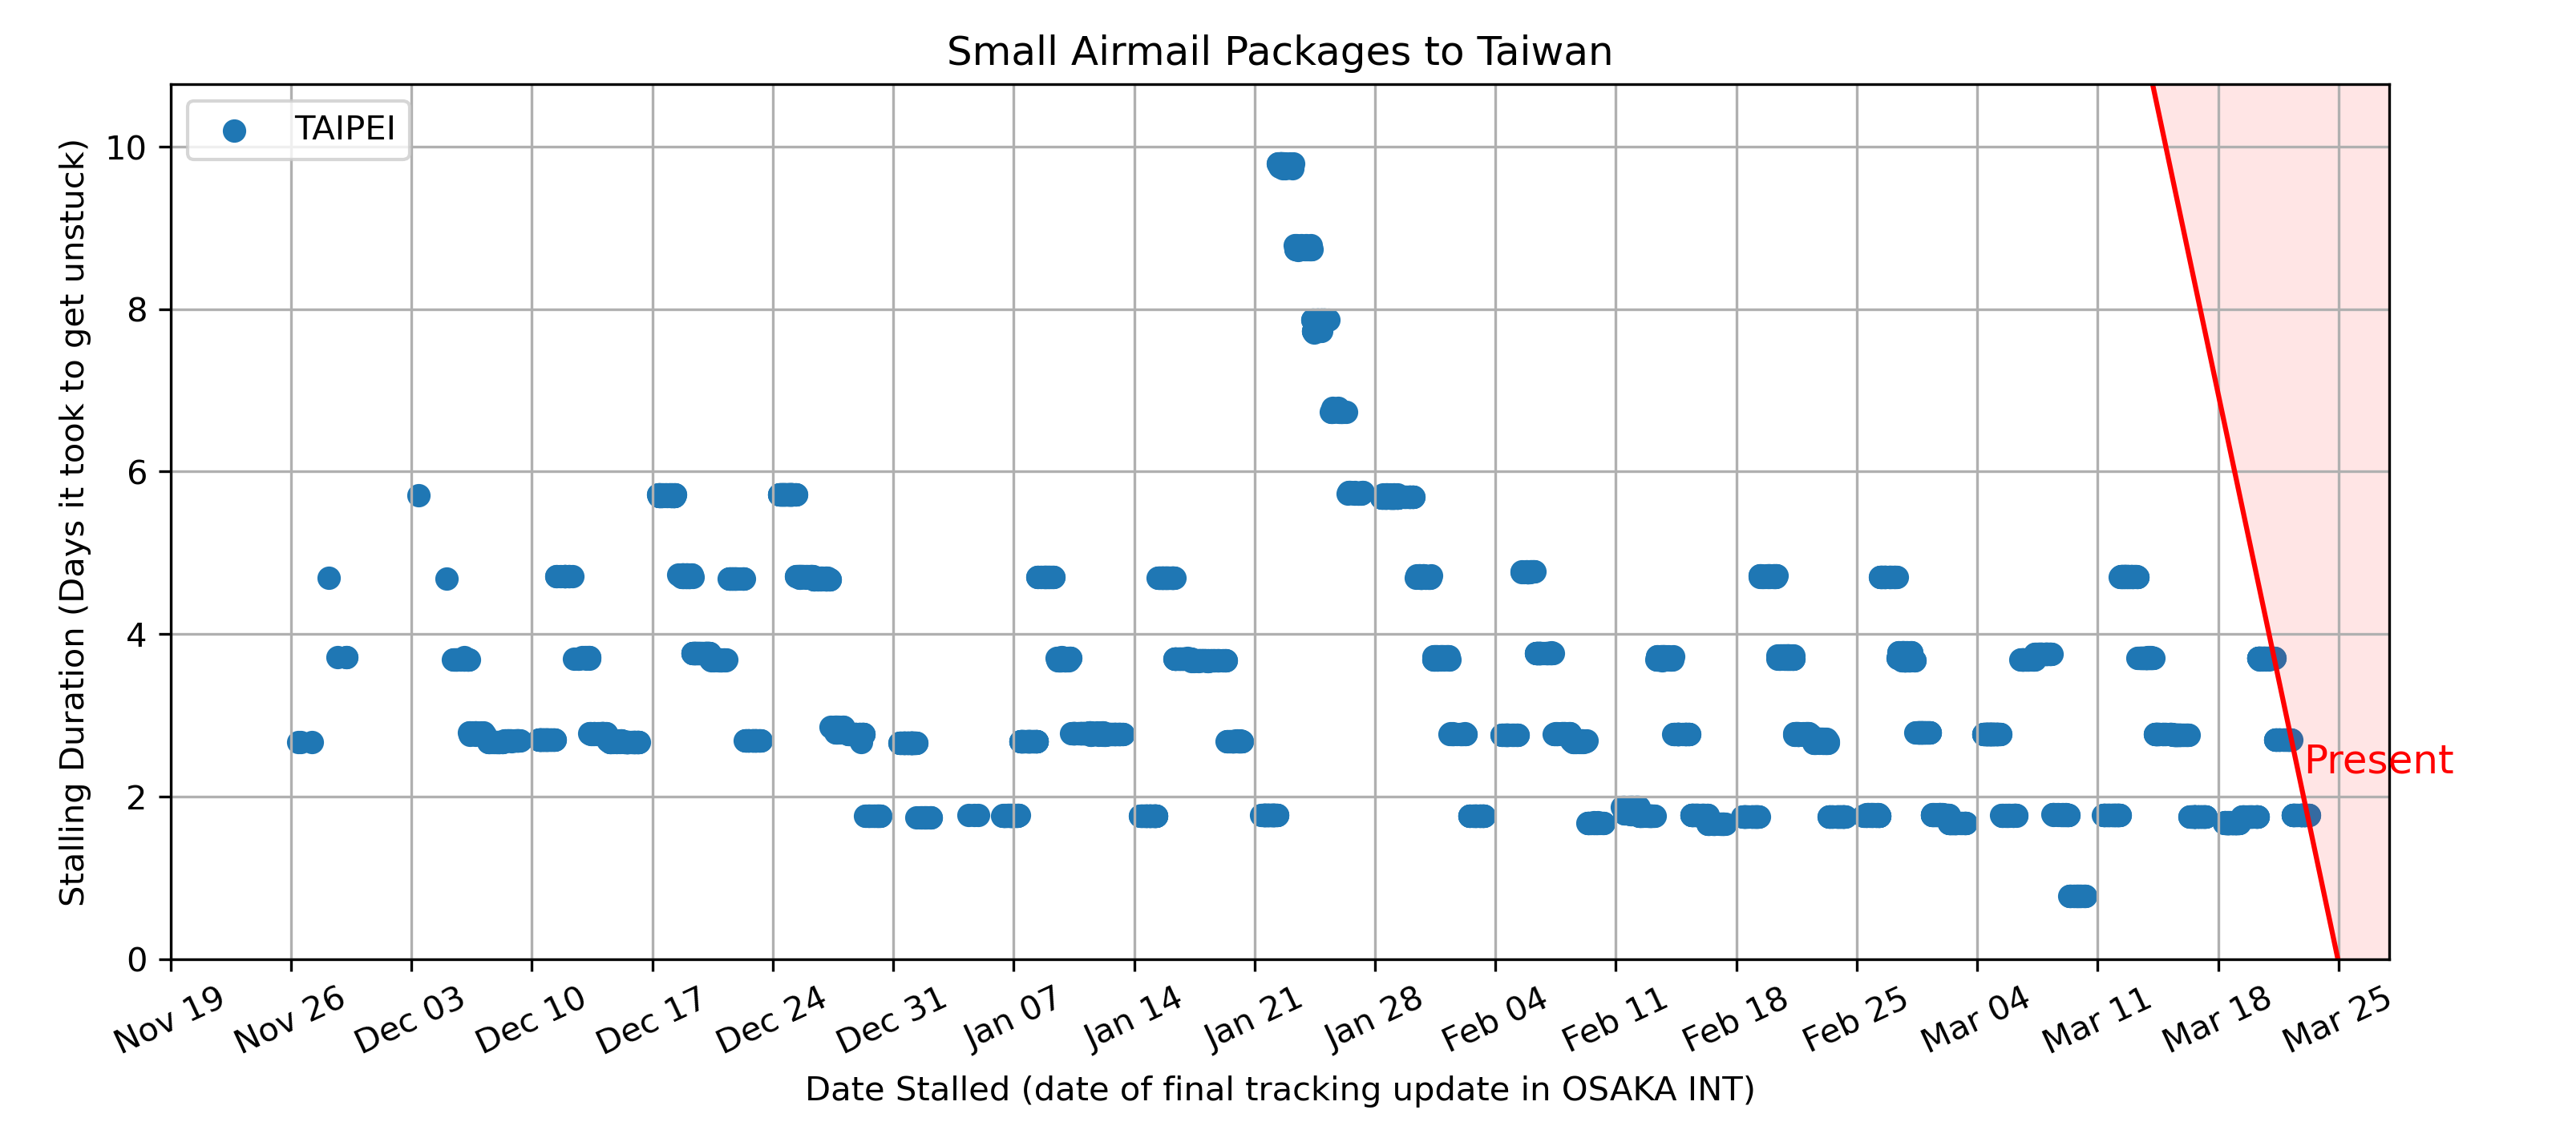 Small Airmail Packages to Taiwan
TAIPEI
Stalling Duration (Days it took to get unstuck)
10
8
6
4
2
0
Present
Nov 19
Nov 26
Dec 03
Dec 10
Dec 17
Dec 24
Dec 31
Jan 07
Jan 14
Jan 21
Jan 28
Feb 04
Feb 11
Feb 18
Feb 25
Mar 04
Mar 11
Mar 18
Mar 25
Date Stalled (date of final tracking update in OSAKA INT)